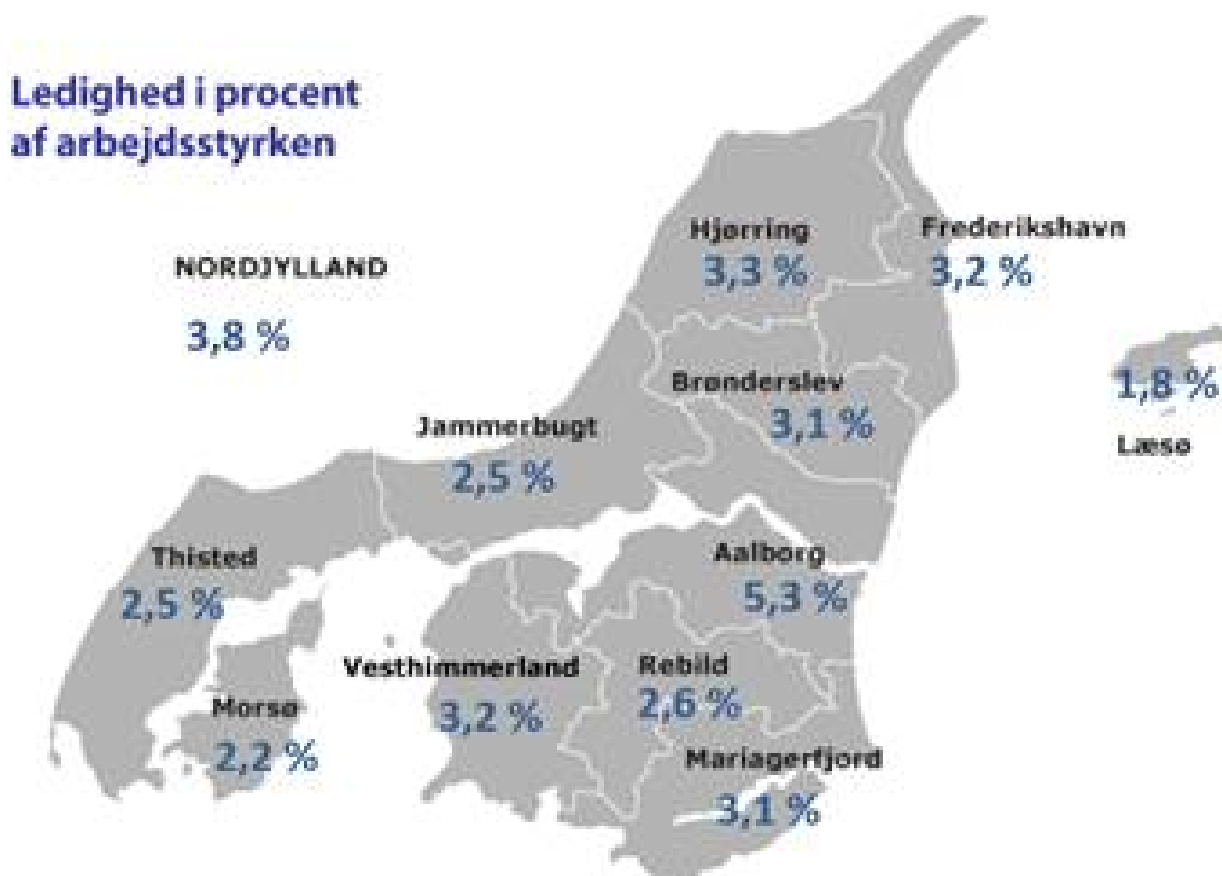 Ledighed i procent
af arbejdsstyrken
NORDJYLLAND
3,8 %
Hjørring
3,3 %
Frederikshavn
3,2 %
Brønderslev
3,1 %
1,8 %
Læsø
Jammerbugt
2,5 %
Thisted
2,5 %
Aalborg
5,3 %
Vesthimmerland
3,2 %
Rebild
2,6 %
Morsø
2,2 %
Mariagerfjord
3,1 %